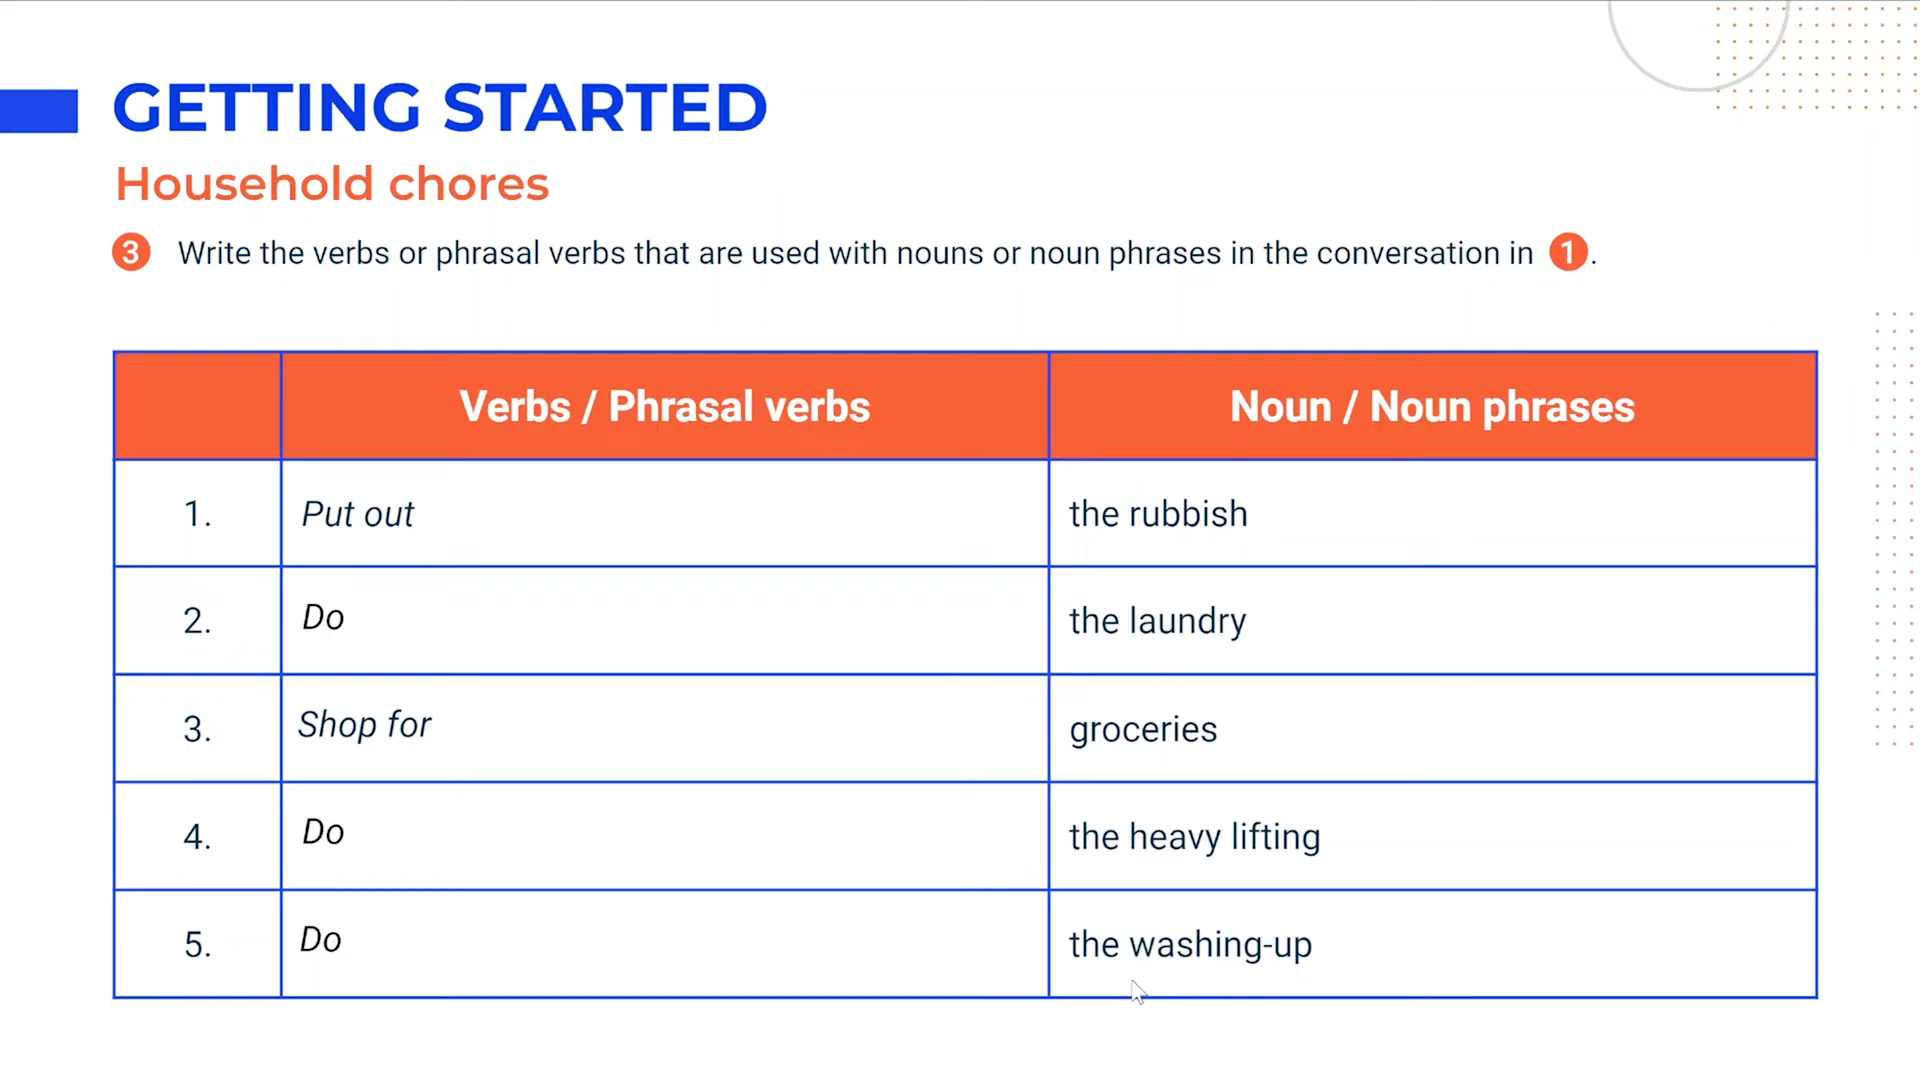 GETTING STARTED
Household chores
3 Write the verbs or phrasal verbs that are used with nouns or noun phrases in the conversation in 1.
Verbs / Phrasal verbs Noun / Noun phrases
1. Put out the rubbish
2. Do the laundry
3. Shop for groceries
4. Do the heavy lifting
5. Do the washing-up